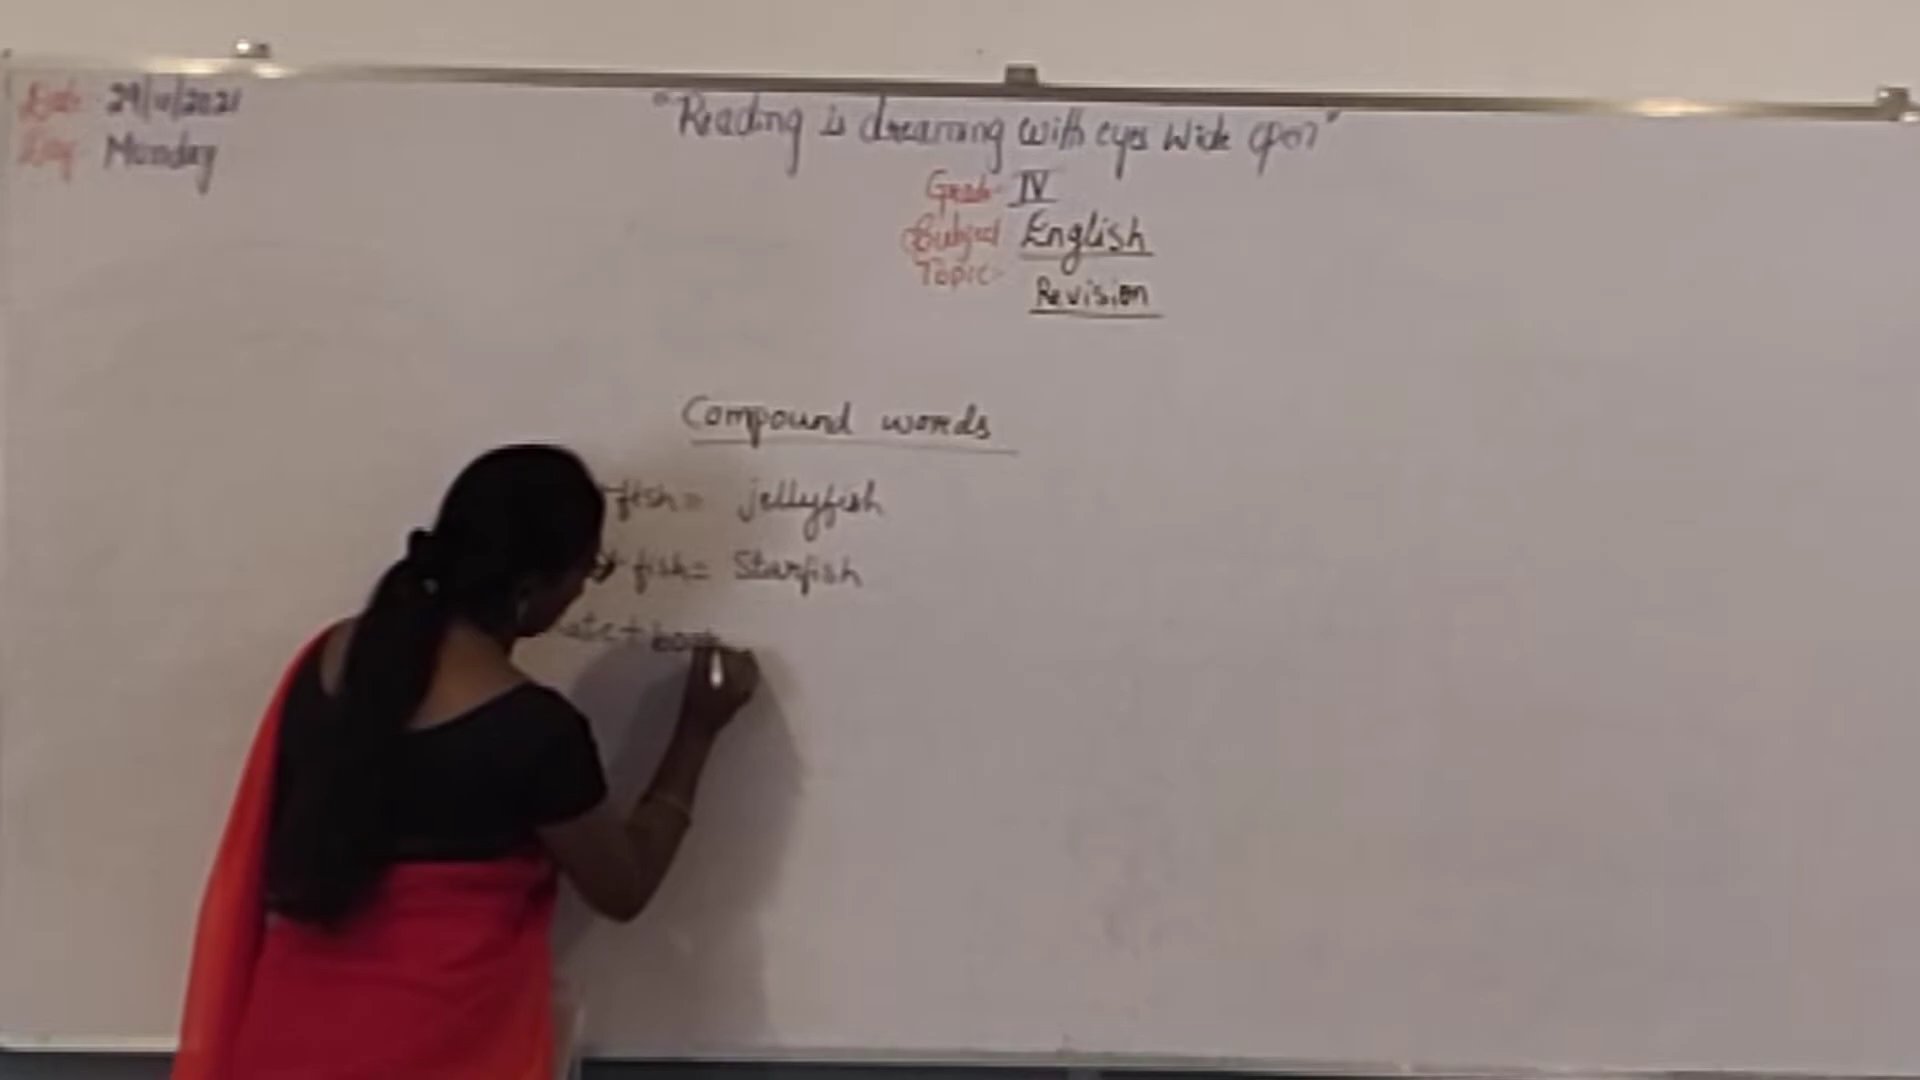 Date: 29/11/2021
Day: Monday
"Reading is dreaming with eyes wide open"
Grade- IV
Subject English
Topic-
Revision
Compound words
fish= jellyfish
fish= Starfish